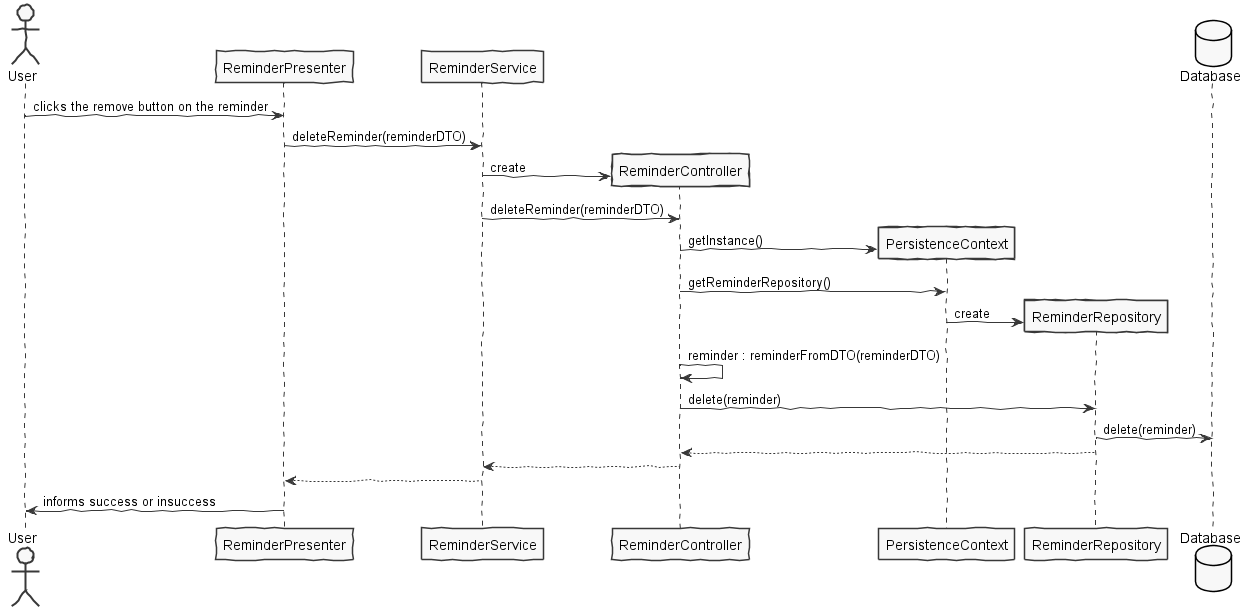 User
ReminderPresenter
ReminderService
Database
clicks the remove button on the reminder
deleteReminder(reminderDTO)
create
ReminderController
deleteReminder(reminderDTO)
getInstance()
PersistenceContext
getReminderRepository()
create
ReminderRepository
reminder : reminderFromDTO(reminderDTO)
delete(reminder)
delete(reminder)
informs success or insuccess
User
ReminderPresenter
ReminderService
ReminderController
PersistenceContext
ReminderRepository
Database